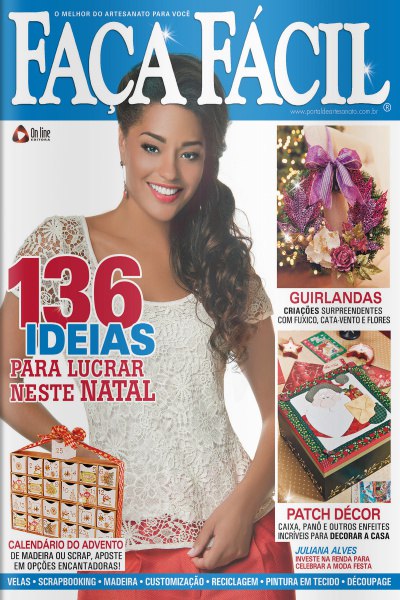 O MELHOR DO ARTESANATO PARA VOCÊ
FAÇA FÁCIL
®
www.portaldeartesanato.com.br
On line
EDITORA
136
IDEIAS
PARA LUCRAR
NESTE NATAL
GUIRLANDAS
CRIAÇÕES SURPREENDENTES
COM FUXICO, CATA-VENTO E FLORES
25
CALENDÁRIO DO ADVENTO
DE MADEIRA OU SCRAP, APOSTE
EM OPÇÕES ENCANTADORAS!
PATCH DÉCOR
CAIXA, PANÔ E OUTROS ENFEITES
INCRÍVEIS PARA DECORAR A CASA
JULIANA ALVES
INVESTE NA RENDA PARA
CELEBRAR A MODA FESTA
VELAS • SCRAPBOOKING • MADEIRA • CUSTOMIZAÇÃO • RECICLAGEM • PINTURA EM TECIDO • DÉCOUPAGE